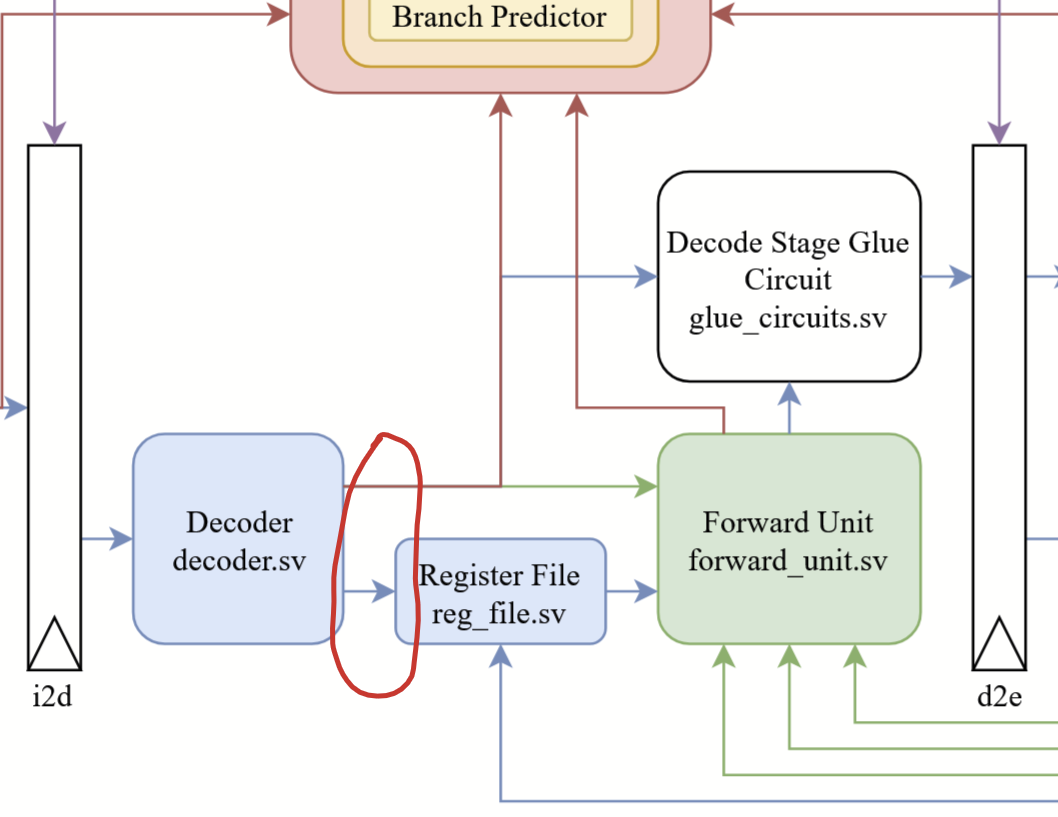 Branch Predictor
Decode Stage Glue
Circuit
glue_circuits.sv
Decoder
decoder.sv
Register File
reg_file.sv
Forward Unit
forward_unit.sv
i2d
d2e